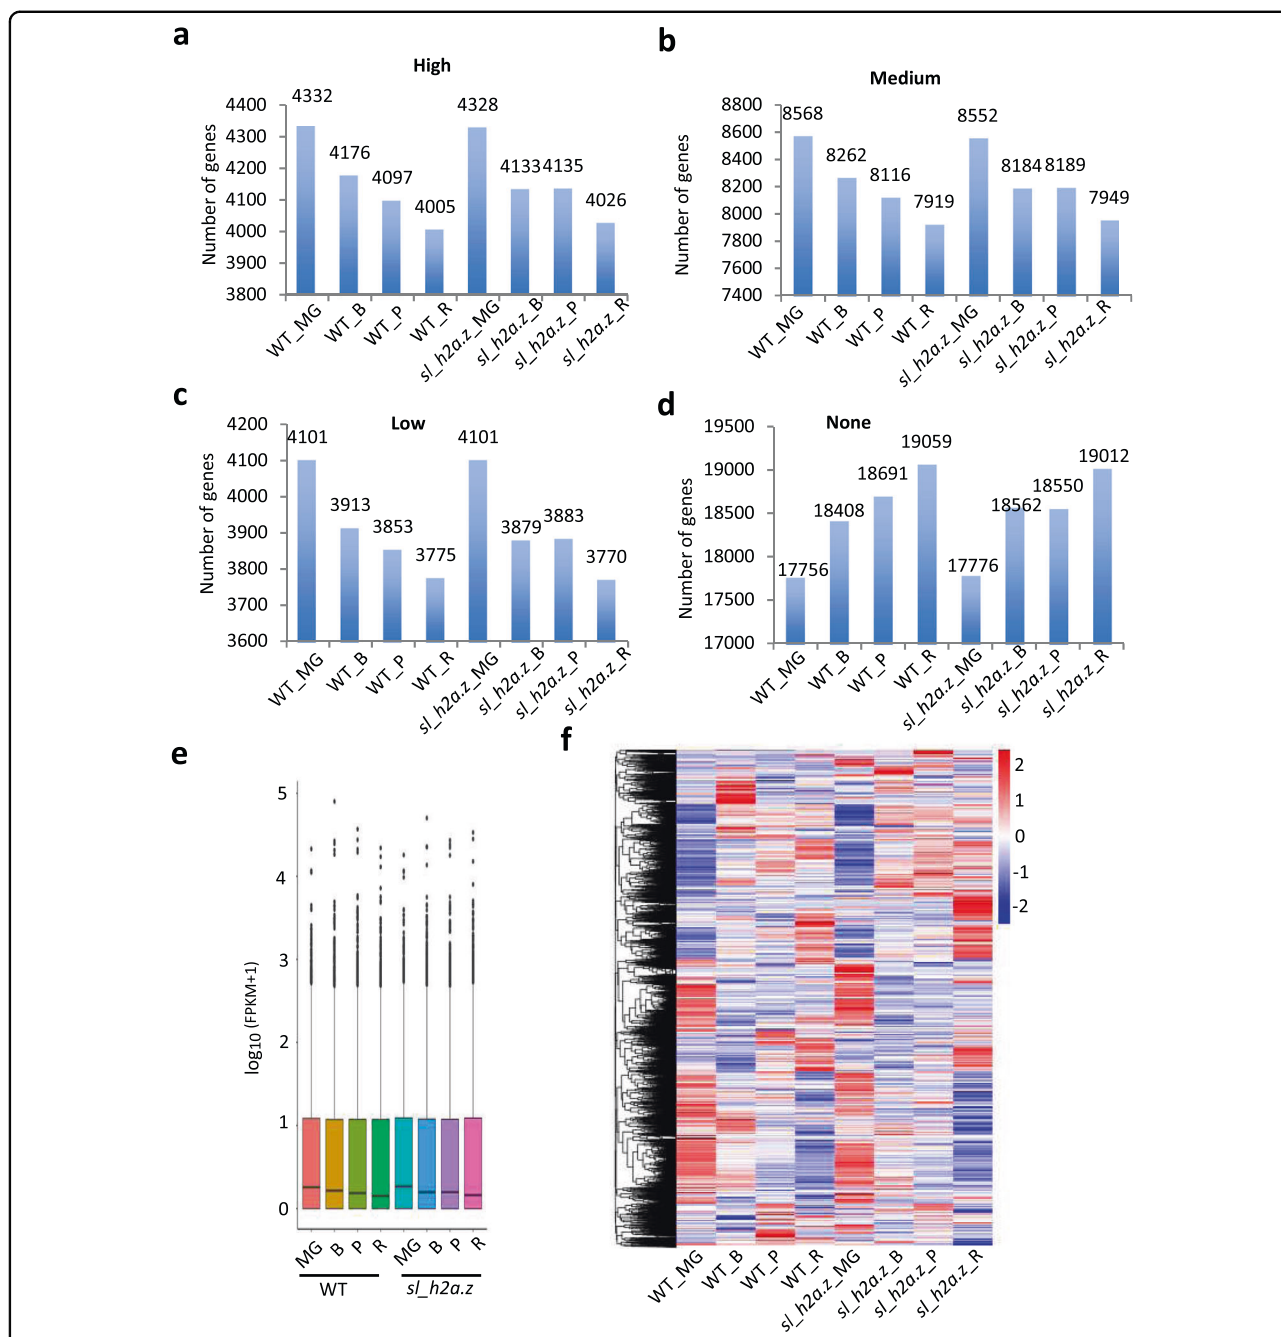 a
High
Number of genes
4400
4300
4200
4100
4000
3900
3800
4332
4176
4097
4005
4328
4133
4135
4026
WT_MG
WT_B
WT_P
WT_R
sl_h2a.z_MG
sl_h2a.z_B
sl_h2a.z_P
sl_h2a.z_R
b
Medium
Number of genes
8800
8600
8400
8200
8000
7800
7600
7400
8568
8262
8116
7919
8552
8184
8189
7949
WT_MG
WT_B
WT_P
WT_R
sl_h2a.z_MG
sl_h2a.z_B
sl_h2a.z_P
sl_h2a.z_R
c
Low
Number of genes
4200
4100
4000
3900
3800
3700
3600
4101
3913
3853
3775
4101
3879
3883
3770
WT_MG
WT_B
WT_P
WT_R
sl_h2a.z_MG
sl_h2a.z_B
sl_h2a.z_P
sl_h2a.z_R
d
None
Number of genes
19500
19000
18500
18000
17500
17000
17756
18408
18691
19059
17776
18562
18550
19012
WT_MG
WT_B
WT_P
WT_R
sl_h2a.z_MG
sl_h2a.z_B
sl_h2a.z_P
sl_h2a.z_R
e
log10 (FPKM+1)
5
4
3
2
1
0
MG
B
P
R
MG
B
P
R
WT
sl_h2a.z
f
2
1
0
-1
-2
WT_MG
WT_B
WT_P
WT_R
sl_h2a.z_MG
sl_h2a.z_B
sl_h2a.z_P
sl_h2a.z_R